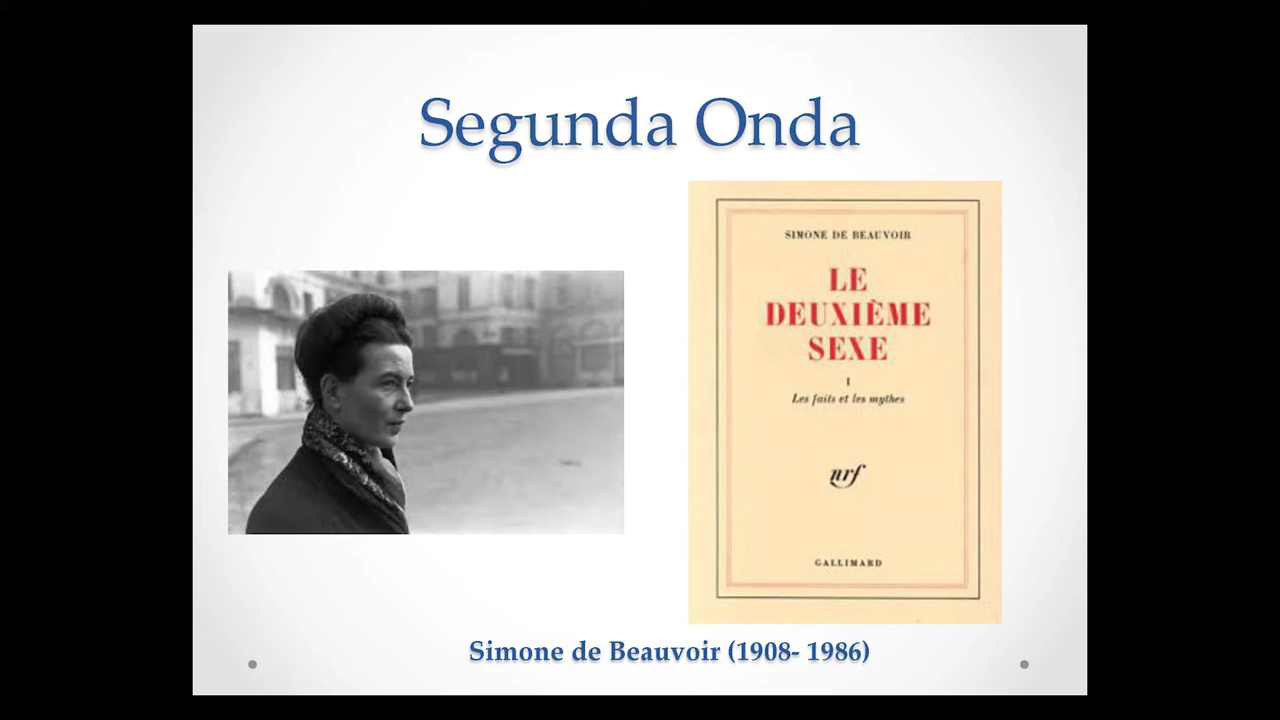 Segunda Onda
SIMONE DE BEAUVOIR
LE
DEUXIÈME
SEXE
I
Les faits et les mythes
nrf
GALLIMARD
Simone de Beauvoir (1908- 1986)